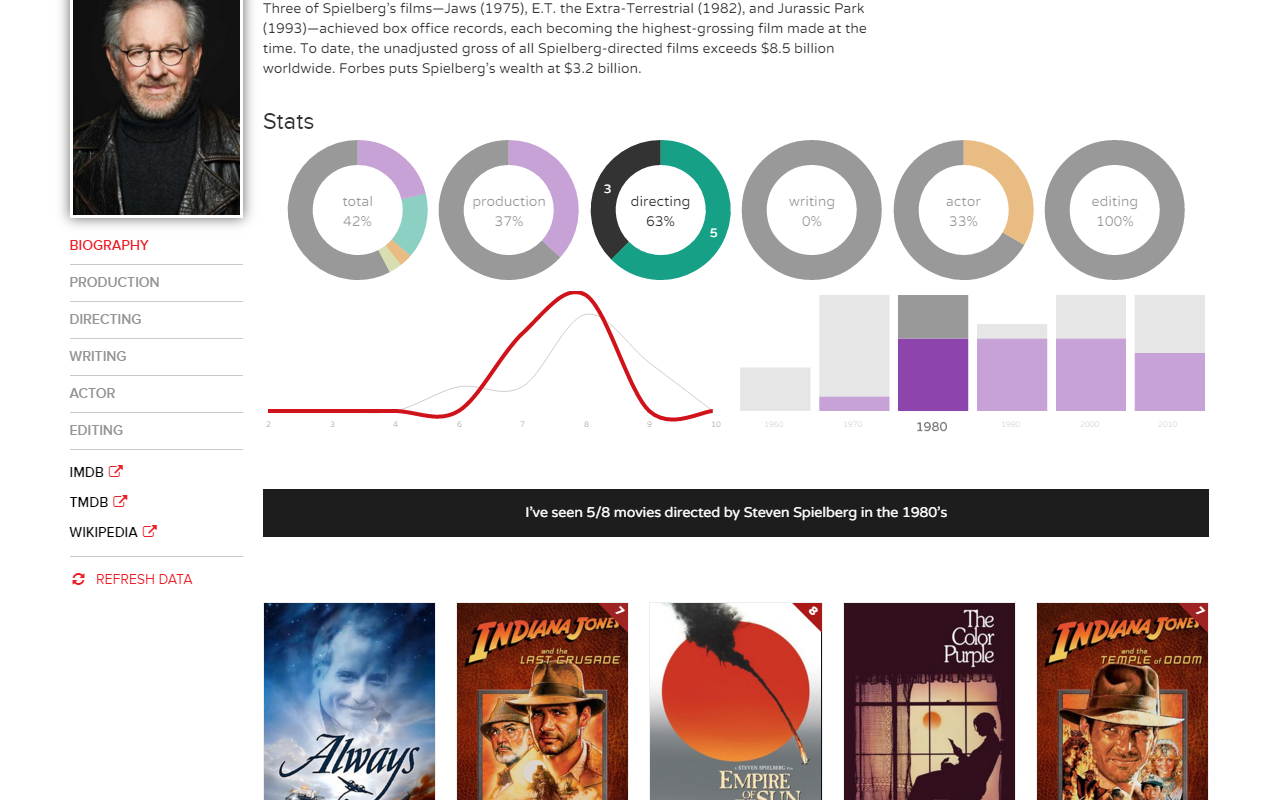 Three of Spielberg's films—Jaws (1975), E.T. the Extra-Terrestrial (1982), and Jurassic Park
(1993)—achieved box office records, each becoming the highest-grossing film made at the
time. To date, the unadjusted gross of all Spielberg-directed films exceeds $8.5 billion
worldwide. Forbes puts Spielberg's wealth at $3.2 billion.
Stats
total
42%
production
37%
3
directing
63%
5
writing
0%
actor
33%
editing
100%
BIOGRAPHY
PRODUCTION
DIRECTING
WRITING
ACTOR
EDITING
IMDB
TMDB
WIKIPEDIA
REFRESH DATA
2 3 4 6 7 8 9 10
1960 1970 1980 1990 2000 2010
I've seen 5/8 movies directed by Steven Spielberg in the 1980's
Always
7
INDIANA JONES
and the
LAST CRUSADE
8
A STEVEN SPIELBERG Film
EMPIRE
OF
SUN
The
Color
Purple
7
INDIANA JONES
and the
TEMPLE of DOOM